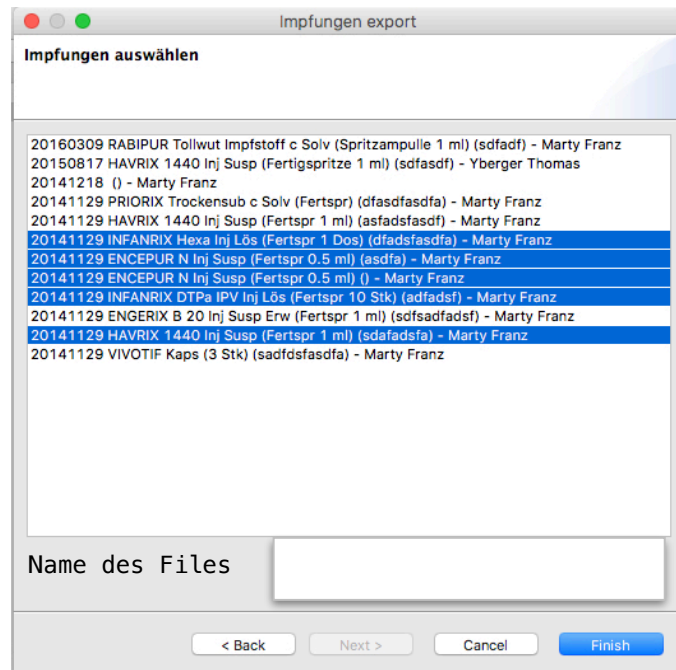 Impfungen export
Impfungen auswählen
20160309 RABIPUR Tollwut Impfstoff c Solv (Spritzampulle 1 ml) (sdfadf) - Marty Franz
20150817 HAVRIX 1440 Inj Susp (Fertigspritze 1 ml) (sdfasdf) - Yberger Thomas
20141218  () - Marty Franz
20141129 PRIORIX Trockensub c Solv (Fertspr) (dfasdfasdfa) - Marty Franz
20141129 HAVRIX 1440 Inj Susp (Fertspr 1 ml) (asfadsfasdf) - Marty Franz
20141129 INFANRIX Hexa Inj Lös (Fertspr 1 Dos) (dfadsfasdfa) - Marty Franz
20141129 ENCEPUR N Inj Susp (Fertspr 0.5 ml) (asdfa) - Marty Franz
20141129 ENCEPUR N Inj Susp (Fertspr 0.5 ml) () - Marty Franz
20141129 INFANRIX DTPa IPV Inj Lös (Fertspr 10 Stk) (adfadsf) - Marty Franz
20141129 ENGERIX B 20 Inj Susp Erw (Fertspr 1 ml) (sdfsadfadsf) - Marty Franz
20141129 HAVRIX 1440 Inj Susp (Fertspr 1 ml) (sdafadsfa) - Marty Franz
20141129 VIVOTIF Kaps (3 Stk) (sadfdsfasdfa) - Marty Franz
Name des Files
< Back Next > Cancel Finish